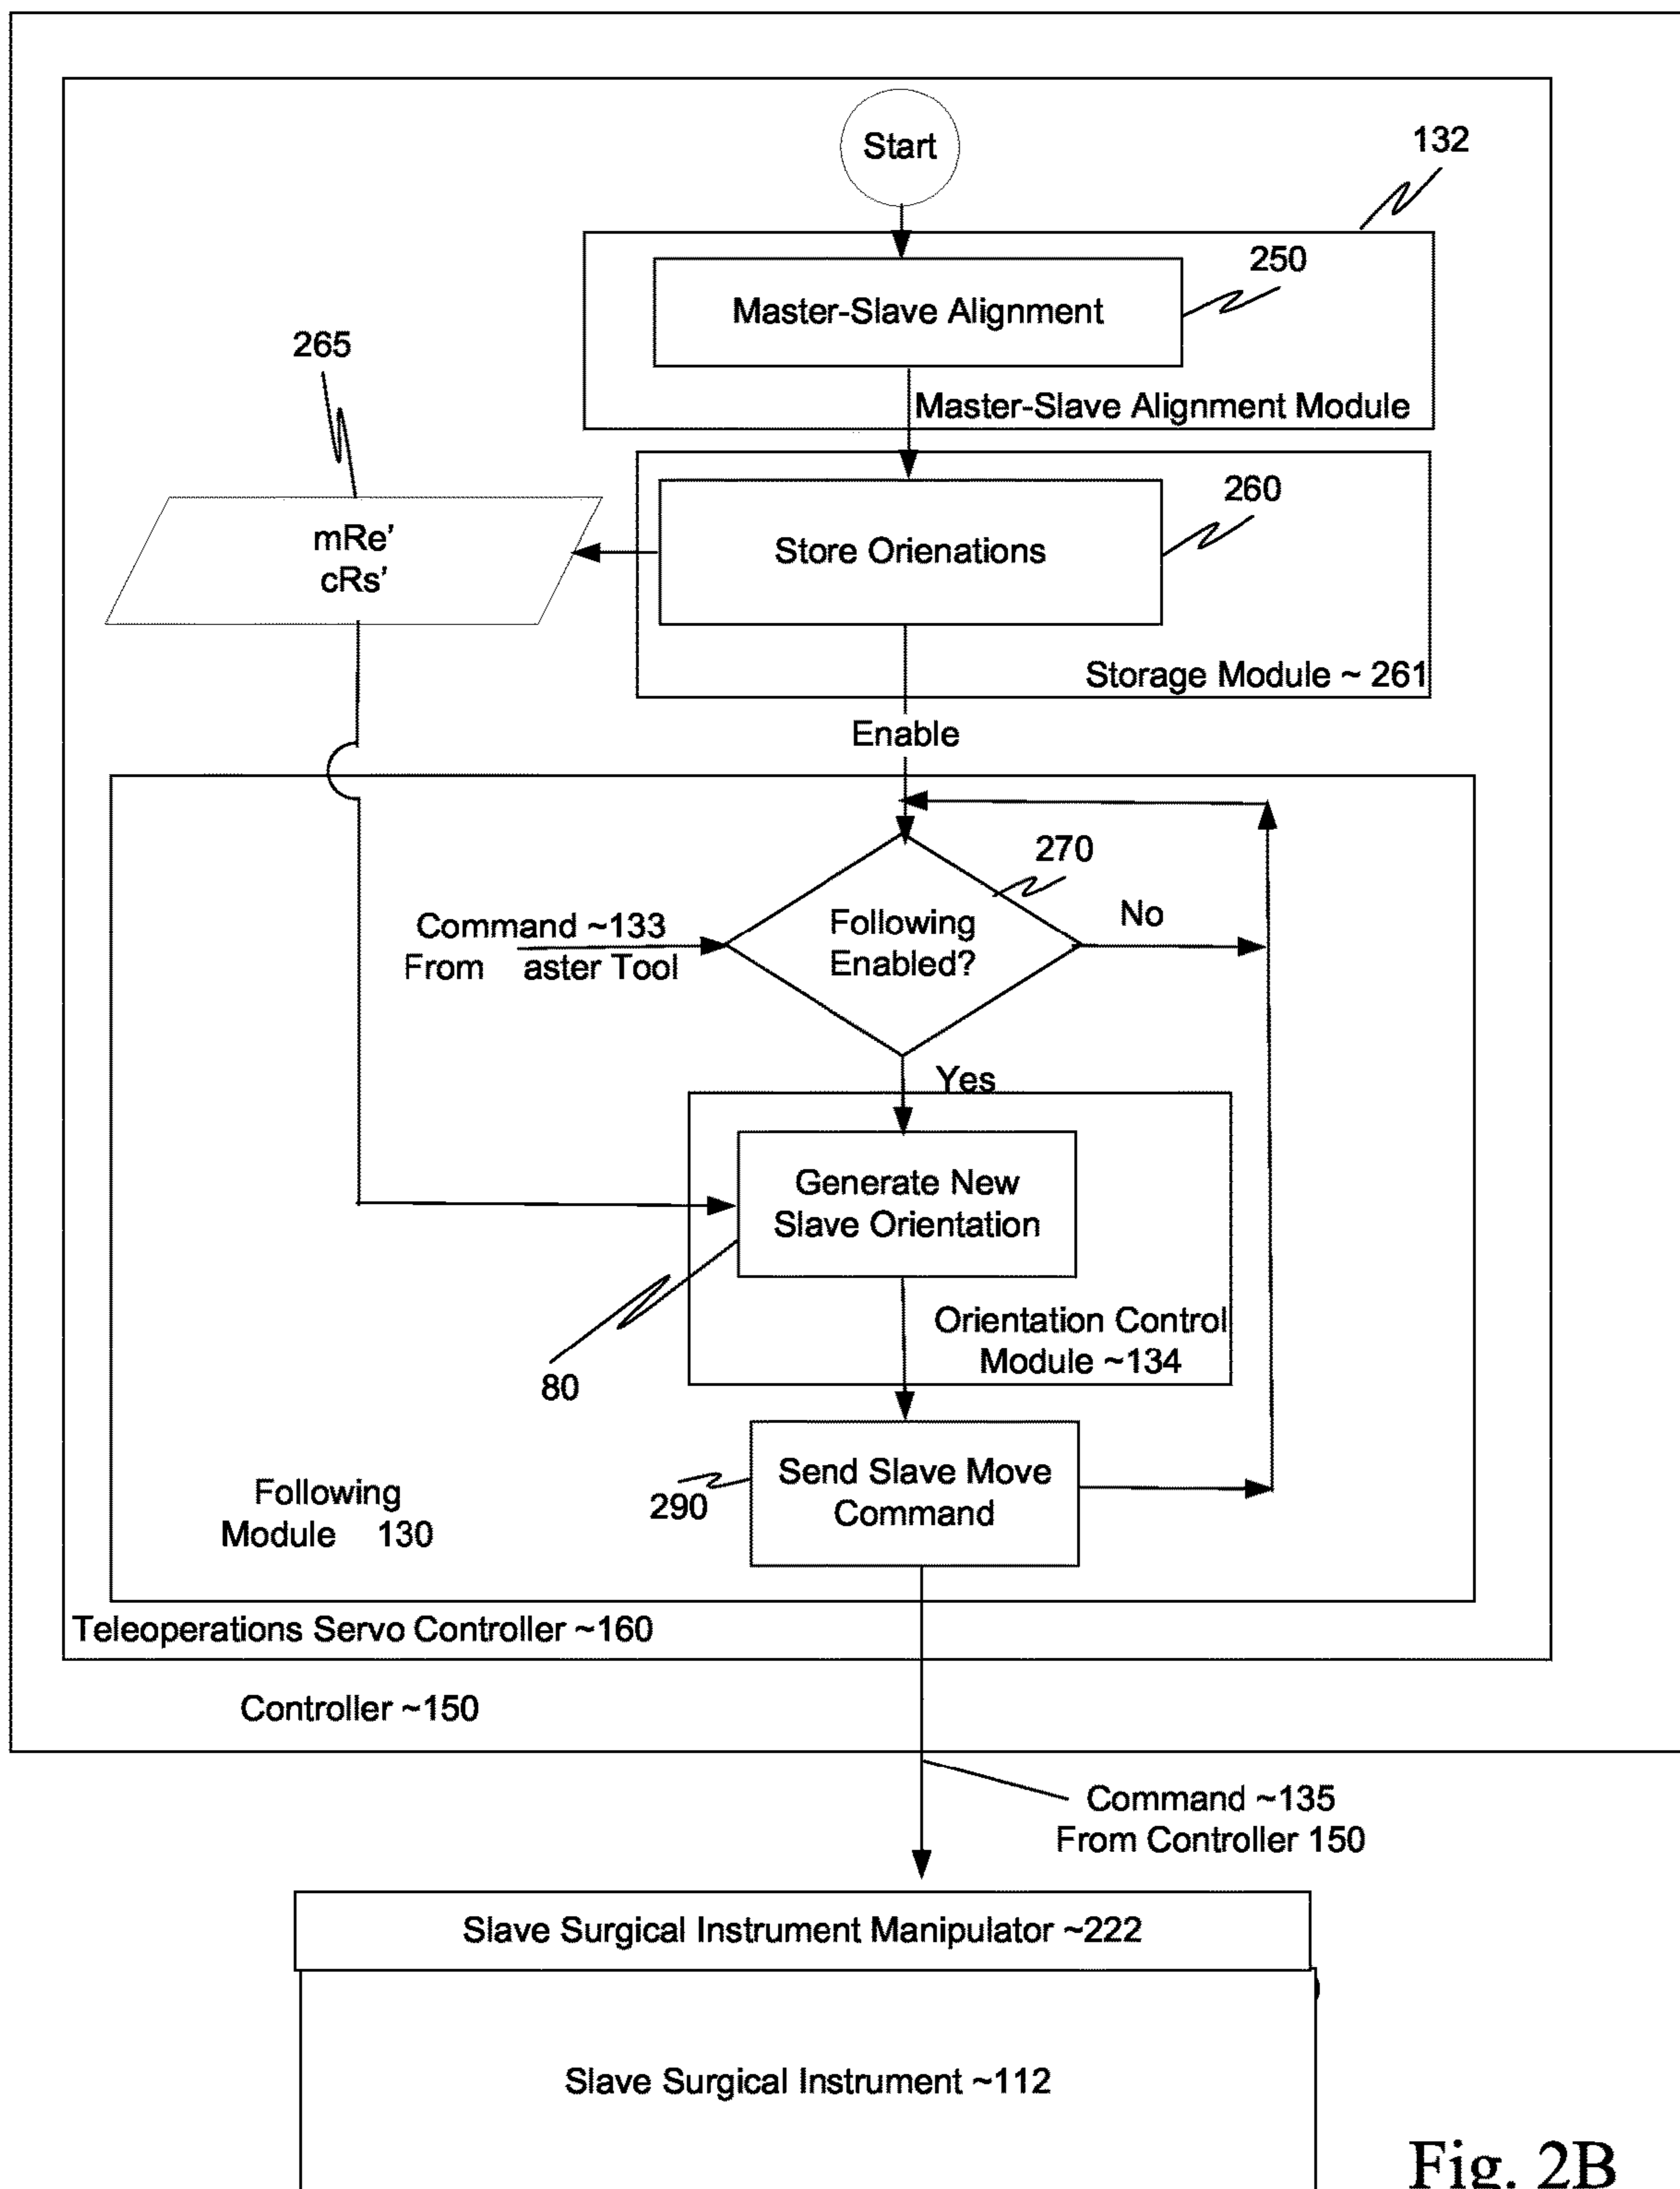 Start
132
250
Master-Slave Alignment
Master-Slave Alignment Module
265
mRe'
cRs'
260
Store Orienations
Storage Module ~ 261
Enable
270
Command ~133
From aster Tool
Following
Enabled?
No
Yes
Generate New
Slave Orientation
Orientation Control
Module ~134
80
Send Slave Move
Command
290
Following
Module 130
Teleoperations Servo Controller ~160
Controller ~150
Command ~135
From Controller 150
Slave Surgical Instrument Manipulator ~222
Slave Surgical Instrument ~112
Fig. 2B